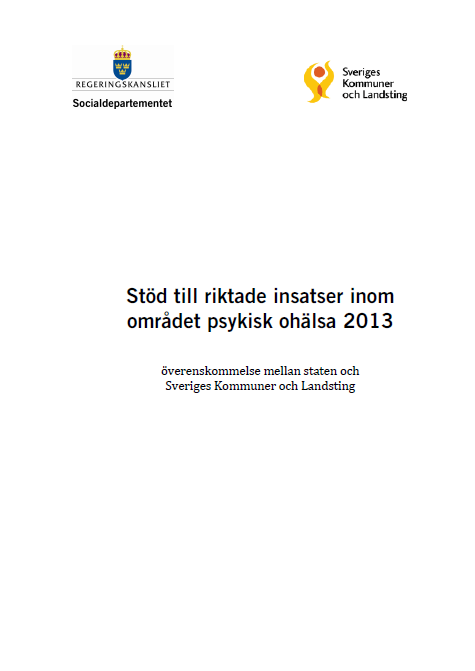 REGERINGSKANSLIET
Socialdepartementet
Sveriges
Kommuner
och Landsting
Stöd till riktade insatser inom
området psykisk ohälsa 2013
överenskommelse mellan staten och
Sveriges Kommuner och Landsting